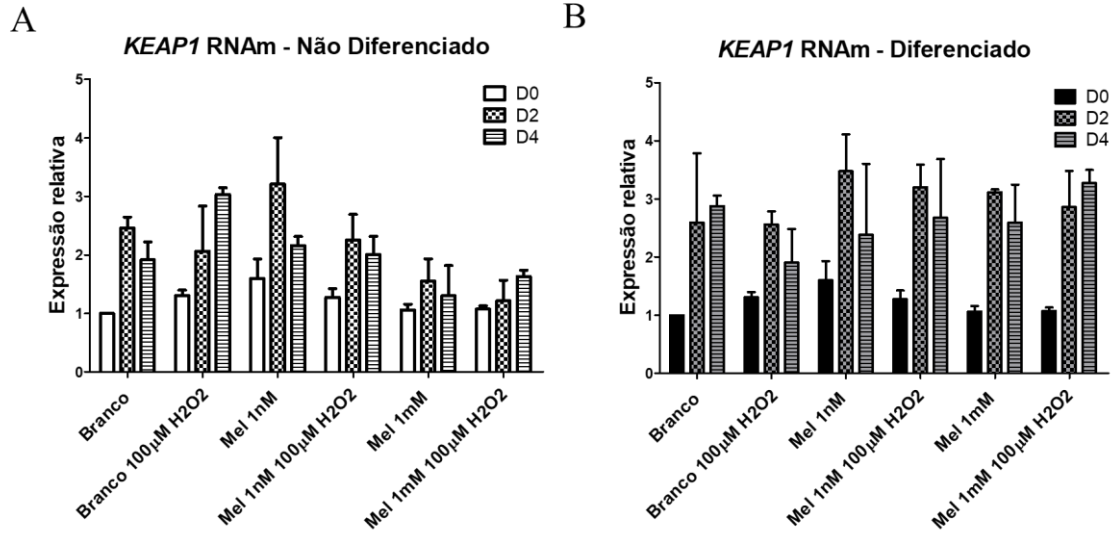 A
KEAP1 RNAm - Não Diferenciado
Expressão relativa
5
4
3
2
1
0
D0
D2
D4
Branco
Branco 100µM H2O2
Mel 1nM
Mel 1nM 100µM H2O2
Mel 1mM
Mel 1mM 100µM H2O2
B
KEAP1 RNAm - Diferenciado
Expressão relativa
5
4
3
2
1
0
D0
D2
D4
Branco
Branco 100µM H2O2
Mel 1nM
Mel 1nM 100µM H2O2
Mel 1mM
Mel 1mM 100µM H2O2